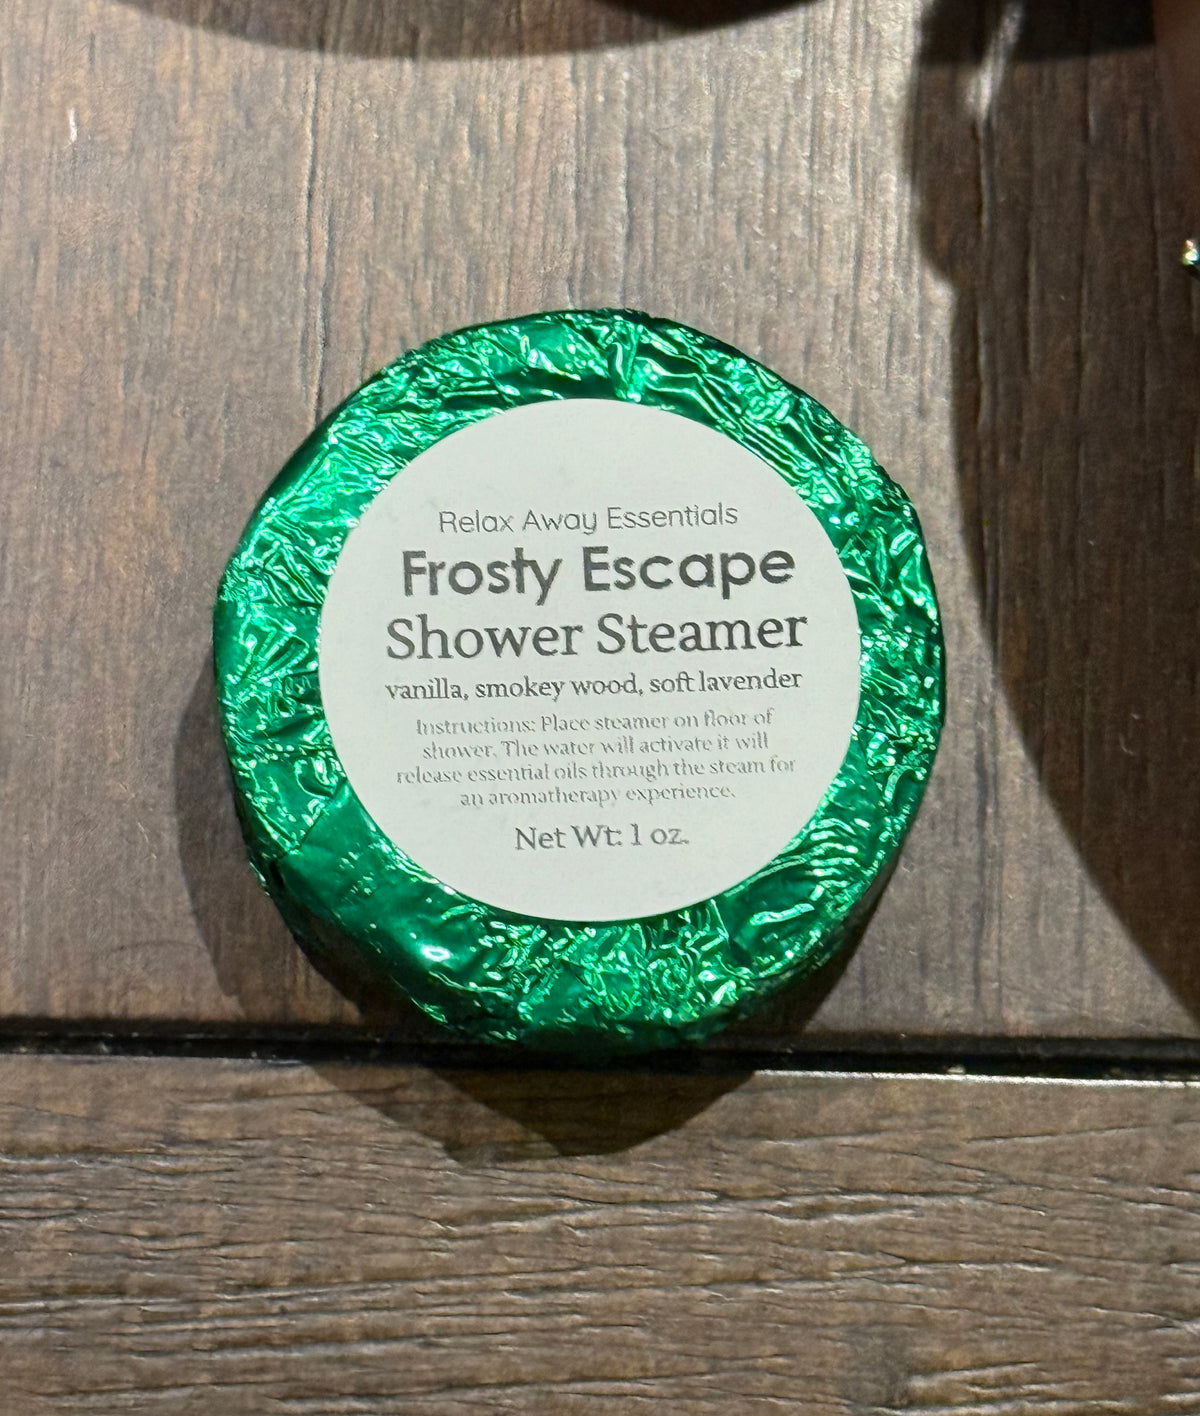 Relax Away Essentials
Frosty Escape
Shower Steamer
vanilla, smokey wood, soft lavender
Instructions: Place steamer on floor of
shower. The water will activate it will
release essential oils through the steam for
an aromatherapy experience.
Net Wt: 1 oz.